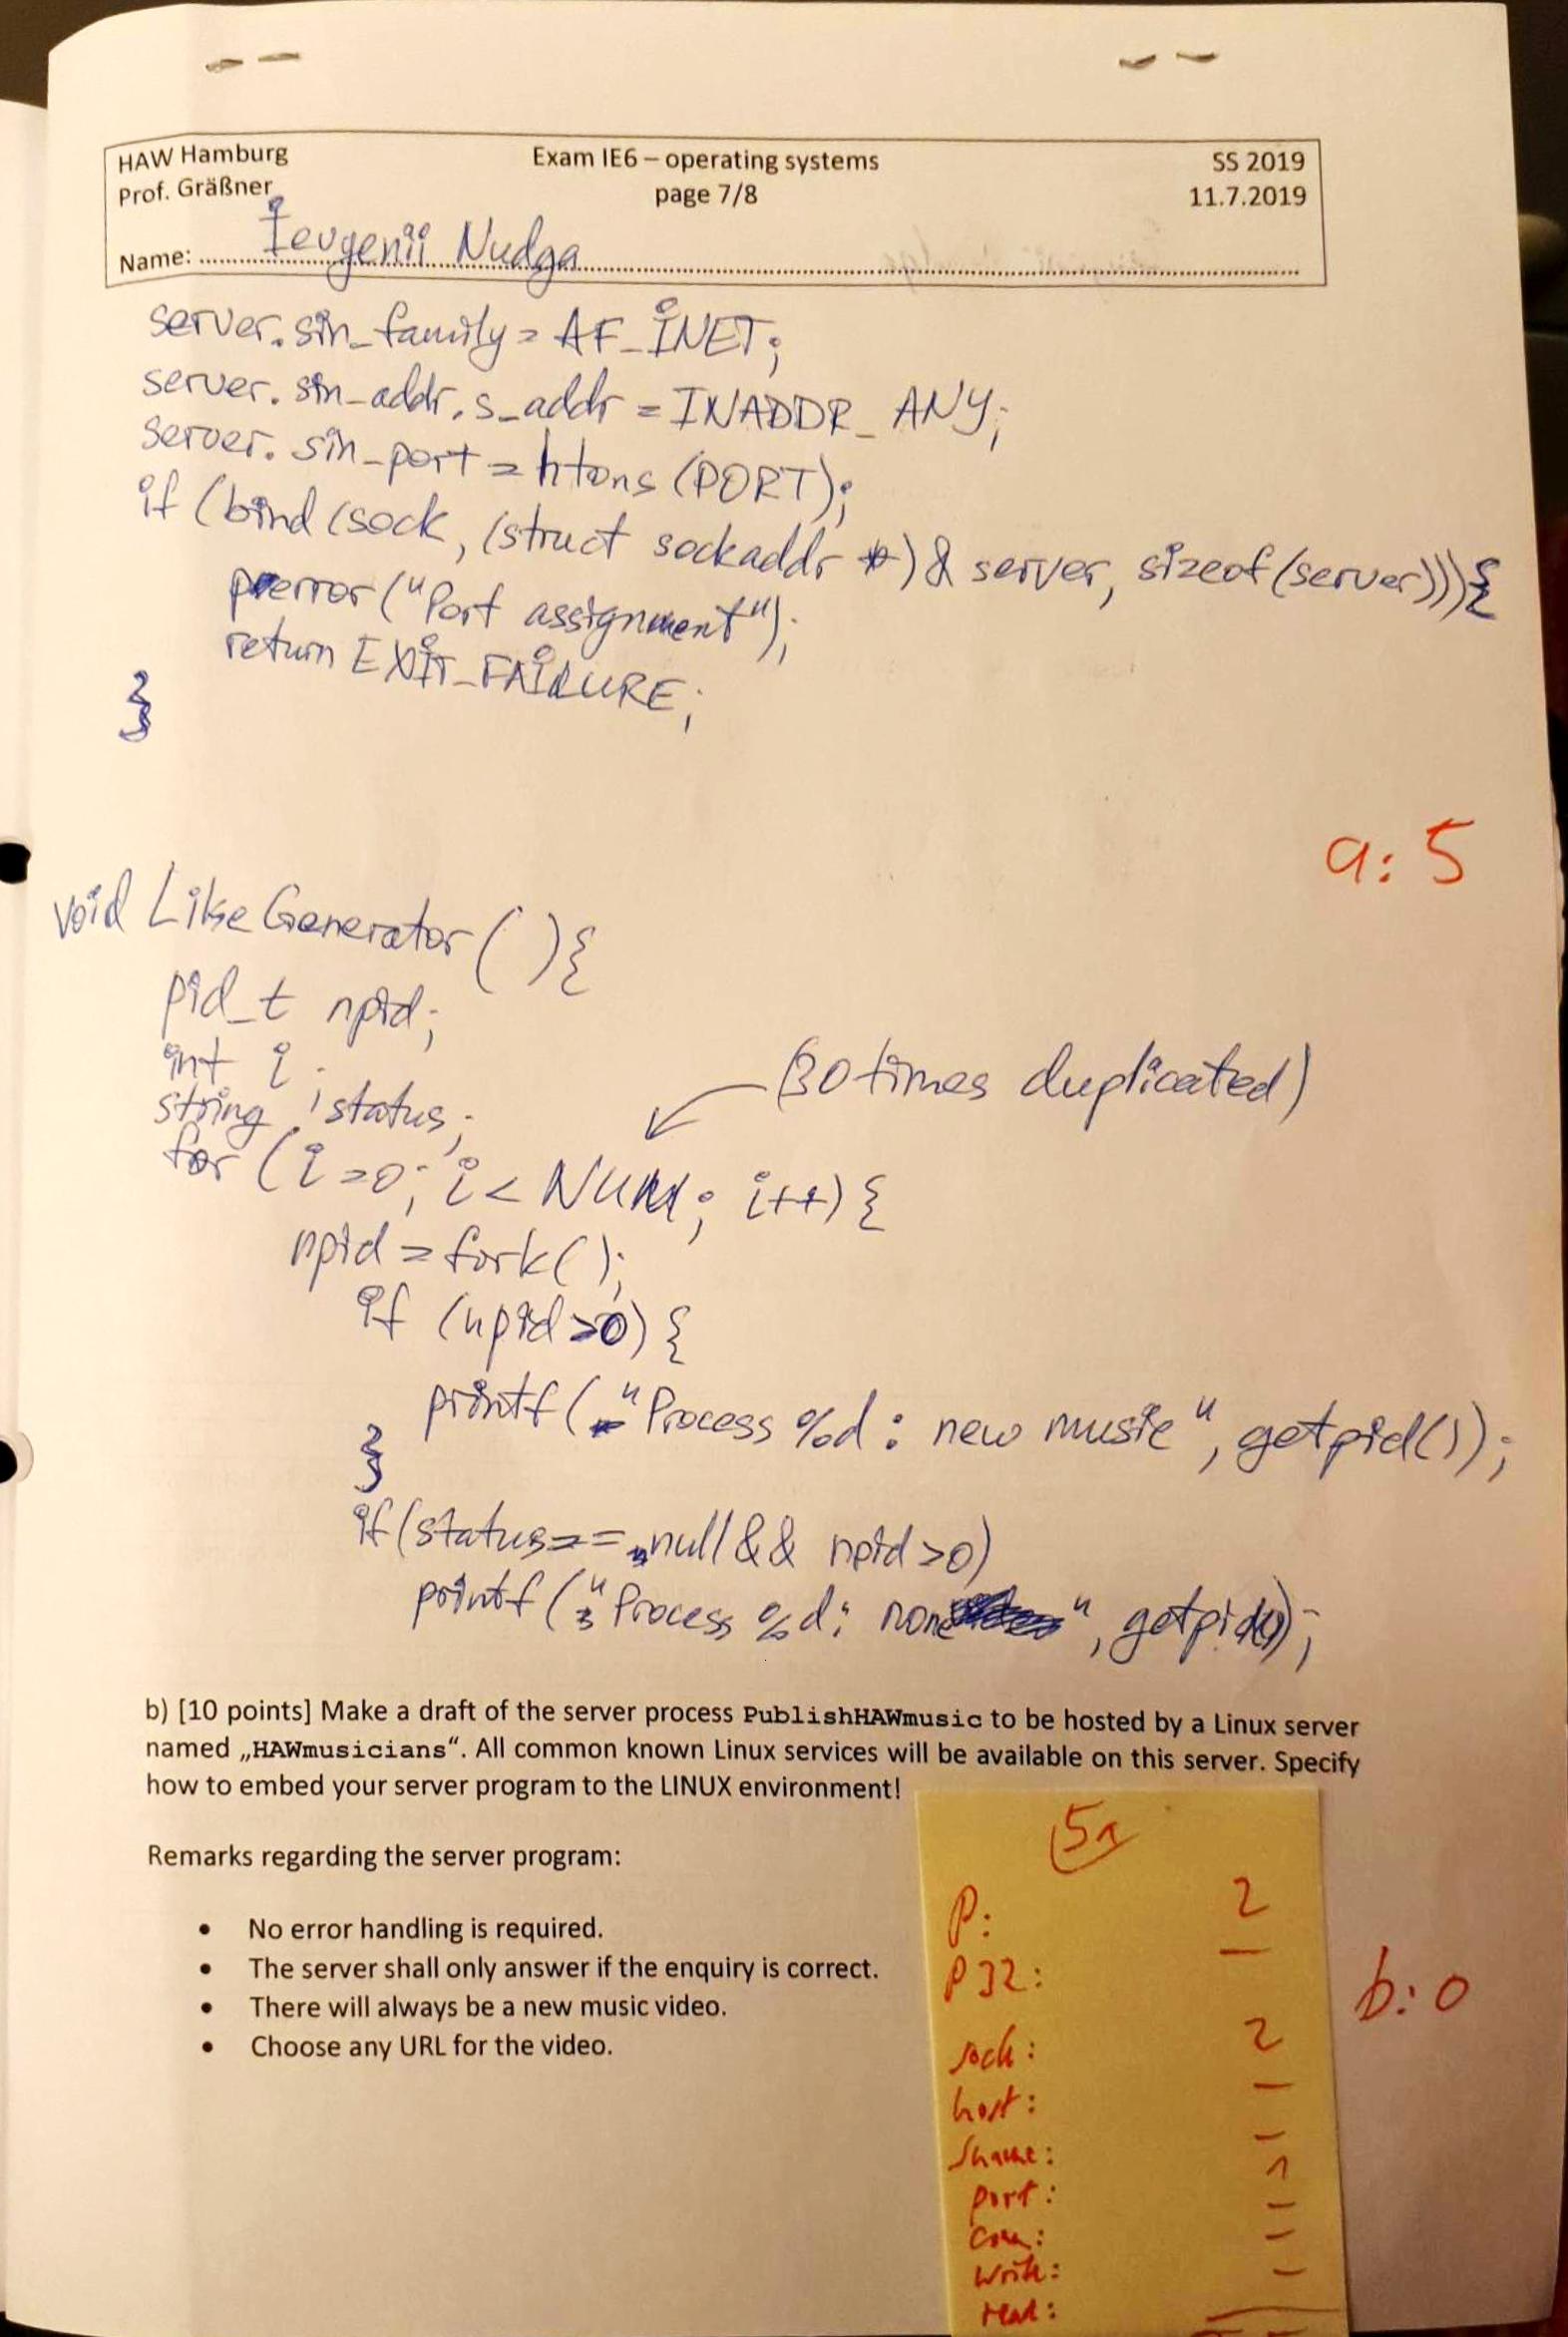 HAW Hamburg
Exam IE6 – operating systems
SS 2019
Prof. Gräßner
page 7/8
11.7.2019
Name: Ievgenii Nudga
server.sin_family = AF_INET;
server.sin_addr.s_addr = INADDR_ANY;
server.sin_port = htons (PORT);
if (bind (sock, (struct sockaddr *) & server, sizeof (server))){
perror ("Port assignment");
return EXIT_FAILURE;
}
a: 5
void LikeGenerator ( ){
pid_t npid;
int i;
(30 times duplicated)
string status;
for (i=0; i< NUM; i++) {
npid = fork();
if (npid>0) {
printf ("Process %d : new music", getpid());
}
if (status== null && npid >0)
printf ("Process %d: none", getpid());
b) [10 points] Make a draft of the server process PublishHAWmusic to be hosted by a Linux server
named „HAWmusicians“. All common known Linux services will be available on this server. Specify
how to embed your server program to the LINUX environment!
Remarks regarding the server program:
• No error handling is required.
• The server shall only answer if the enquiry is correct.
• There will always be a new music video.
• Choose any URL for the video.
P: 2
P32: –
b: 0
sock: 2
host: –
port:
write:
read: